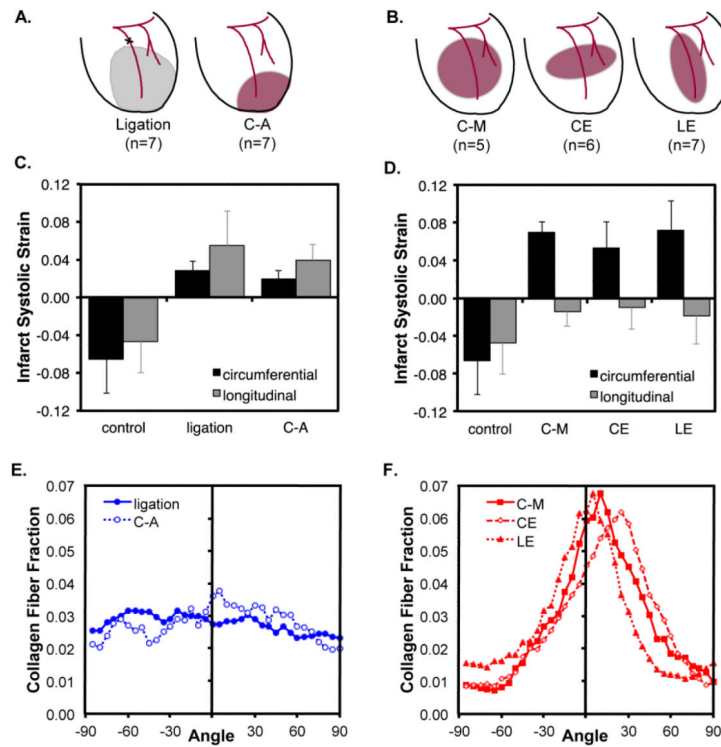 A.
Ligation
(n=7)
C-A
(n=7)
B.
C-M
(n=5)
CE
(n=6)
LE
(n=7)
C.
Infarct Systolic Strain
0.12
0.08
0.04
0.00
-0.04
-0.08
-0.12
circumferential
longitudinal
control
ligation
C-A
D.
Infarct Systolic Strain
0.12
0.08
0.04
0.00
-0.04
-0.08
-0.12
circumferential
longitudinal
control
C-M
CE
LE
E.
Collagen Fiber Fraction
0.07
0.06
0.05
0.04
0.03
0.02
0.01
0.00
ligation
C-A
-90
-60
-30
0
30
60
90
Angle
F.
Collagen Fiber Fraction
0.07
0.06
0.05
0.04
0.03
0.02
0.01
0.00
C-M
CE
LE
-90
-60
-30
0
30
60
90
Angle